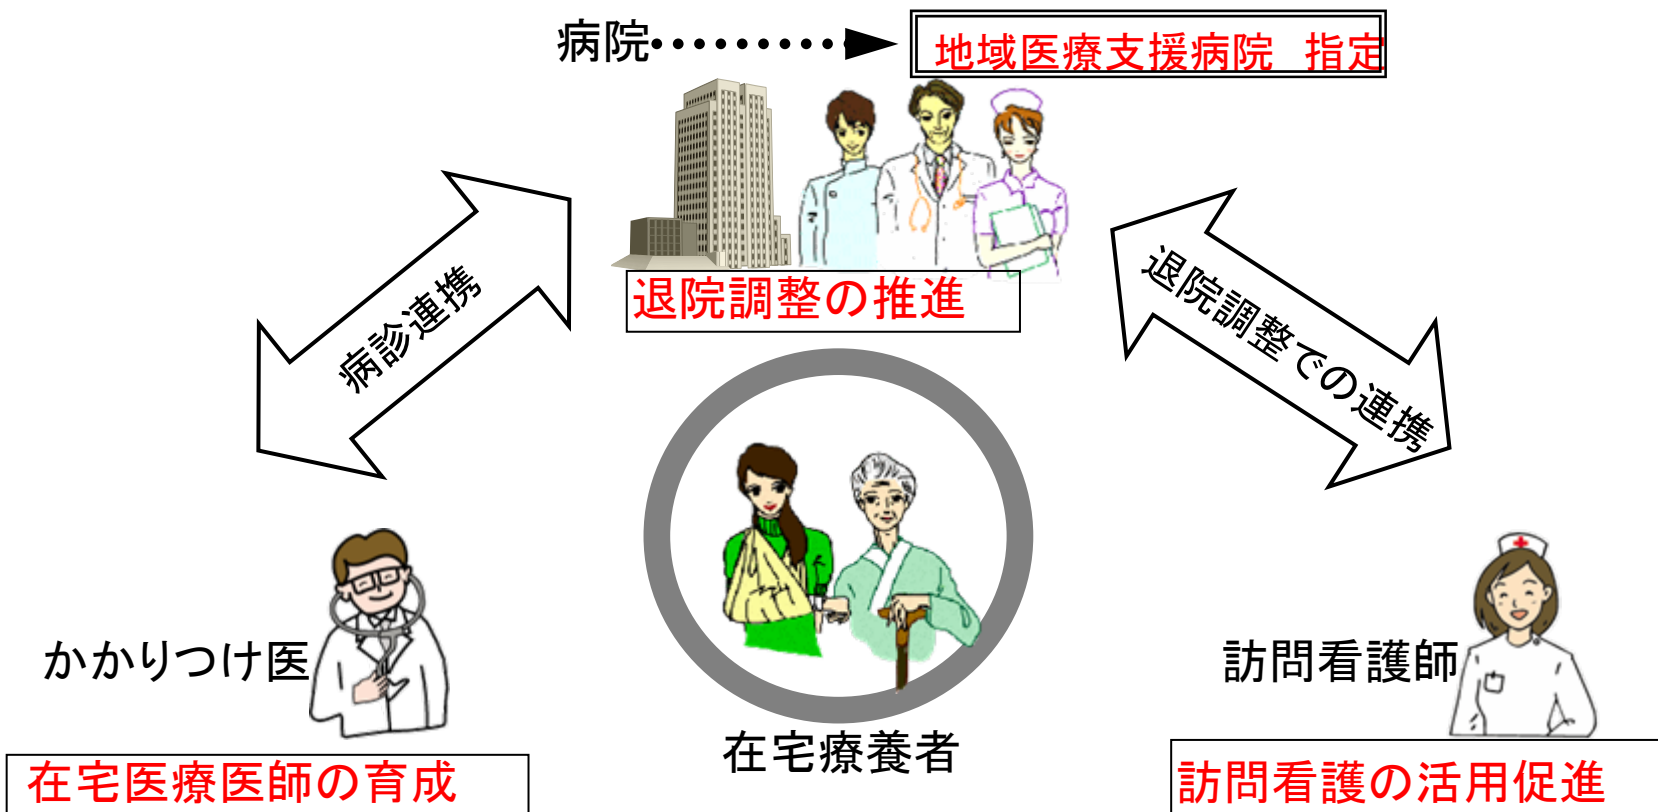 病院
地域医療支援病院　指定
退院調整の推進
病診連携
退院調整での連携
かかりつけ医
訪問看護師
在宅療養者
在宅医療医師の育成
訪問看護の活用促進